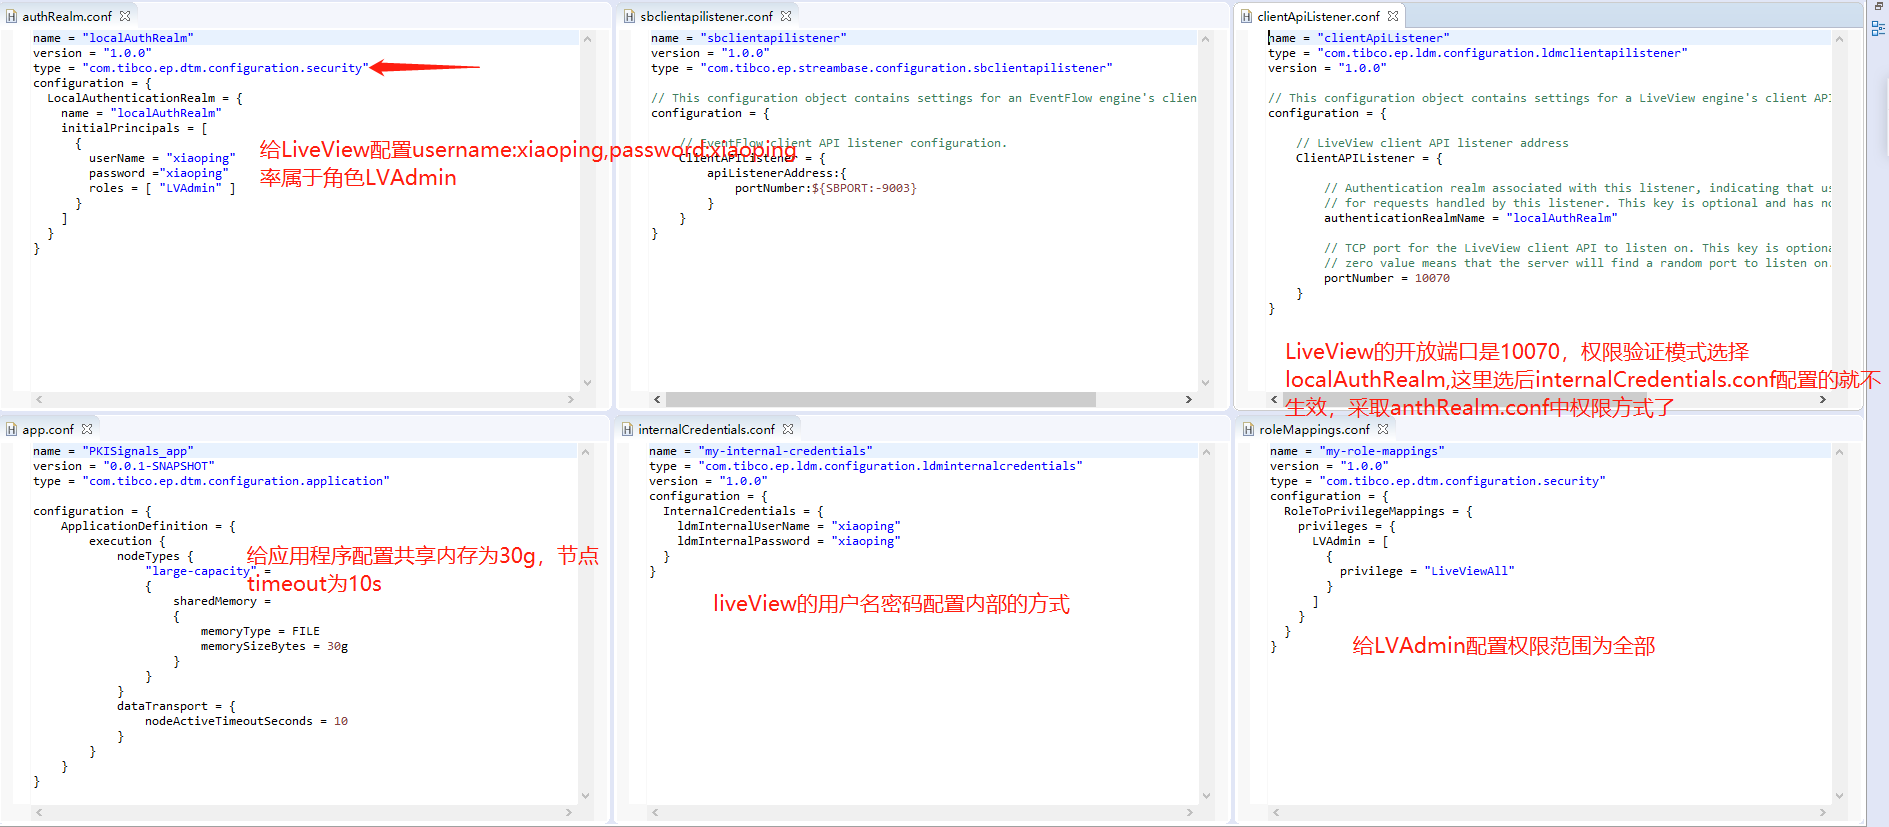 authRealm.conf
name = "localAuthRealm"
version = "1.0.0"
type = "com.tibco.ep.dtm.configuration.security"
configuration = {
LocalAuthenticationRealm = {
name = "localAuthRealm"
initialPrincipals = [
{
userName = "xiaoping"
password ="xiaoping"
roles = [ "LVAdmin" ]
}
]
}
}
给LiveView配置username:xiaoping,password:xiaoping
率属于角色LVAdmin
sbclientapilistener.conf
name = "sbclientapilistener"
version = "1.0.0"
type = "com.tibco.ep.streambase.configuration.sbclientapilistener"
// This configuration object contains settings for an EventFlow engine's clien
configuration = {
// EventFlow client API listener configuration.
ClientAPIListener = {
apiListenerAddress:{
portNumber:${SBPORT:-9003}
}
}
}
clientApiListener.conf
name = "clientApiListener"
type = "com.tibco.ep.ldm.configuration.ldmclientapilistener"
version = "1.0.0"
// This configuration object contains settings for a LiveView engine's client API
configuration = {
// LiveView client API listener address
ClientAPIListener = {
// Authentication realm associated with this listener, indicating that us
// for requests handled by this listener. This key is optional and has no
authenticationRealmName = "localAuthRealm"
// TCP port for the LiveView client API to listen on. This key is optiona
// zero value means that the server will find a random port to listen on.
portNumber = 10070
}
}
LiveView的开放端口是10070，权限验证模式选择
localAuthRealm,这里选后internalCredentials.conf配置的就不
生效，采取anthRealm.conf中权限方式了
app.conf
name = "PKISignals_app"
version = "0.0.1-SNAPSHOT"
type = "com.tibco.ep.dtm.configuration.application"
configuration = {
ApplicationDefinition = {
execution {
nodeTypes {
"large-capacity" =
{
sharedMemory =
{
memoryType = FILE
memorySizeBytes = 30g
}
}
}
dataTransport = {
nodeActiveTimeoutSeconds = 10
}
}
}
}
给应用程序配置共享内存为30g，节点
timeout为10s
internalCredentials.conf
name = "my-internal-credentials"
type = "com.tibco.ep.ldm.configuration.ldminternalcredentials"
version = "1.0.0"
configuration = {
InternalCredentials = {
ldmInternalUserName = "xiaoping"
ldmInternalPassword = "xiaoping"
}
}
liveView的用户名密码配置内部的方式
roleMappings.conf
name = "my-role-mappings"
version = "1.0.0"
type = "com.tibco.ep.dtm.configuration.security"
configuration = {
RoleToPrivilegeMappings = {
privileges = {
LVAdmin = [
{
privilege = "LiveViewAll"
}
]
}
}
}
给LVAdmin配置权限范围为全部